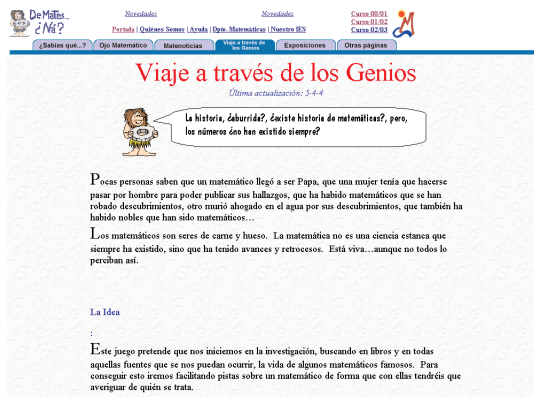 De Mates... Novedades Novedades Curso 00/01
¿Ná? Curso 01/02
Portada | Quiénes Somos | Ayuda | Dpto. Matemáticas | Nuestro IES Curso 02/03
¿Sabías qué...? Ojo Matemático Matenoticias Viaje a través de los Genios Exposiciones Otras páginas
Viaje a través de los Genios
Última actualización: 5-4-4
La historia, ¿aburrida?, ¿existe historia de matemáticas?, pero,
los números ¿no han existido siempre?
Pocas personas saben que un matemático llegó a ser Papa, que una mujer tenía que hacerse
pasar por hombre para poder publicar sus hallazgos, que ha habido matemáticos que se han
robado descubrimientos, otro murió ahogado en el agua por sus descubrimientos, que también ha
habido nobles que han sido matemáticos…
Los matemáticos son seres de carne y hueso. La matemática no es una ciencia estanca que
siempre ha existido, sino que ha tenido avances y retrocesos. Está viva…aunque no todos lo
perciban así.
La Idea
:
Este juego pretende que nos iniciemos en la investigación, buscando en libros y en todas
aquellas fuentes que se nos puedan ocurrir, la vida de algunos matemáticos famosos. Para
conseguir esto iremos facilitando pistas sobre un matemático de forma que con ellas tendréis que
averiguar de quién se trata.